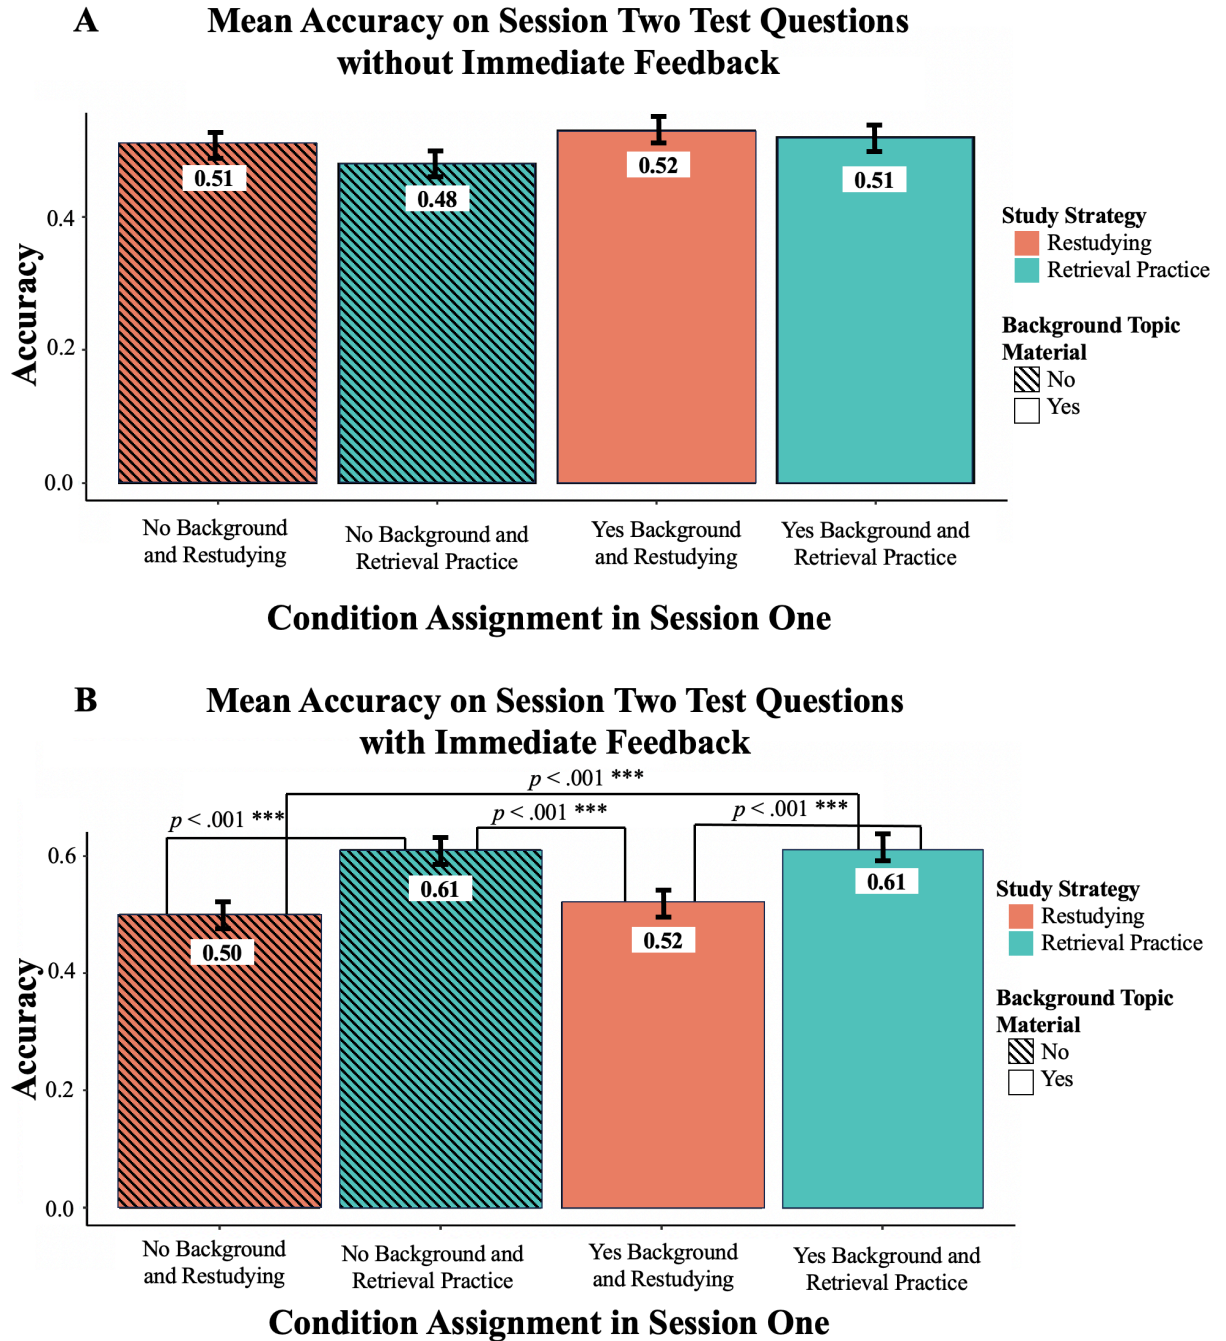 A
Mean Accuracy on Session Two Test Questions
without Immediate Feedback
Accuracy
0.4
0.2
0.0
0.51
0.48
0.52
0.51
Study Strategy
Restudying
Retrieval Practice
Background Topic
Material
No
Yes
No Background
and Restudying
No Background and
Retrieval Practice
Yes Background
and Restudying
Yes Background and
Retrieval Practice
Condition Assignment in Session One
B
Mean Accuracy on Session Two Test Questions
with Immediate Feedback
p < .001 ***
p < .001 ***
p < .001 ***
p < .001 ***
Accuracy
0.6
0.4
0.2
0.0
0.50
0.61
0.52
0.61
Study Strategy
Restudying
Retrieval Practice
Background Topic
Material
No
Yes
No Background
and Restudying
No Background and
Retrieval Practice
Yes Background
and Restudying
Yes Background and
Retrieval Practice
Condition Assignment in Session One